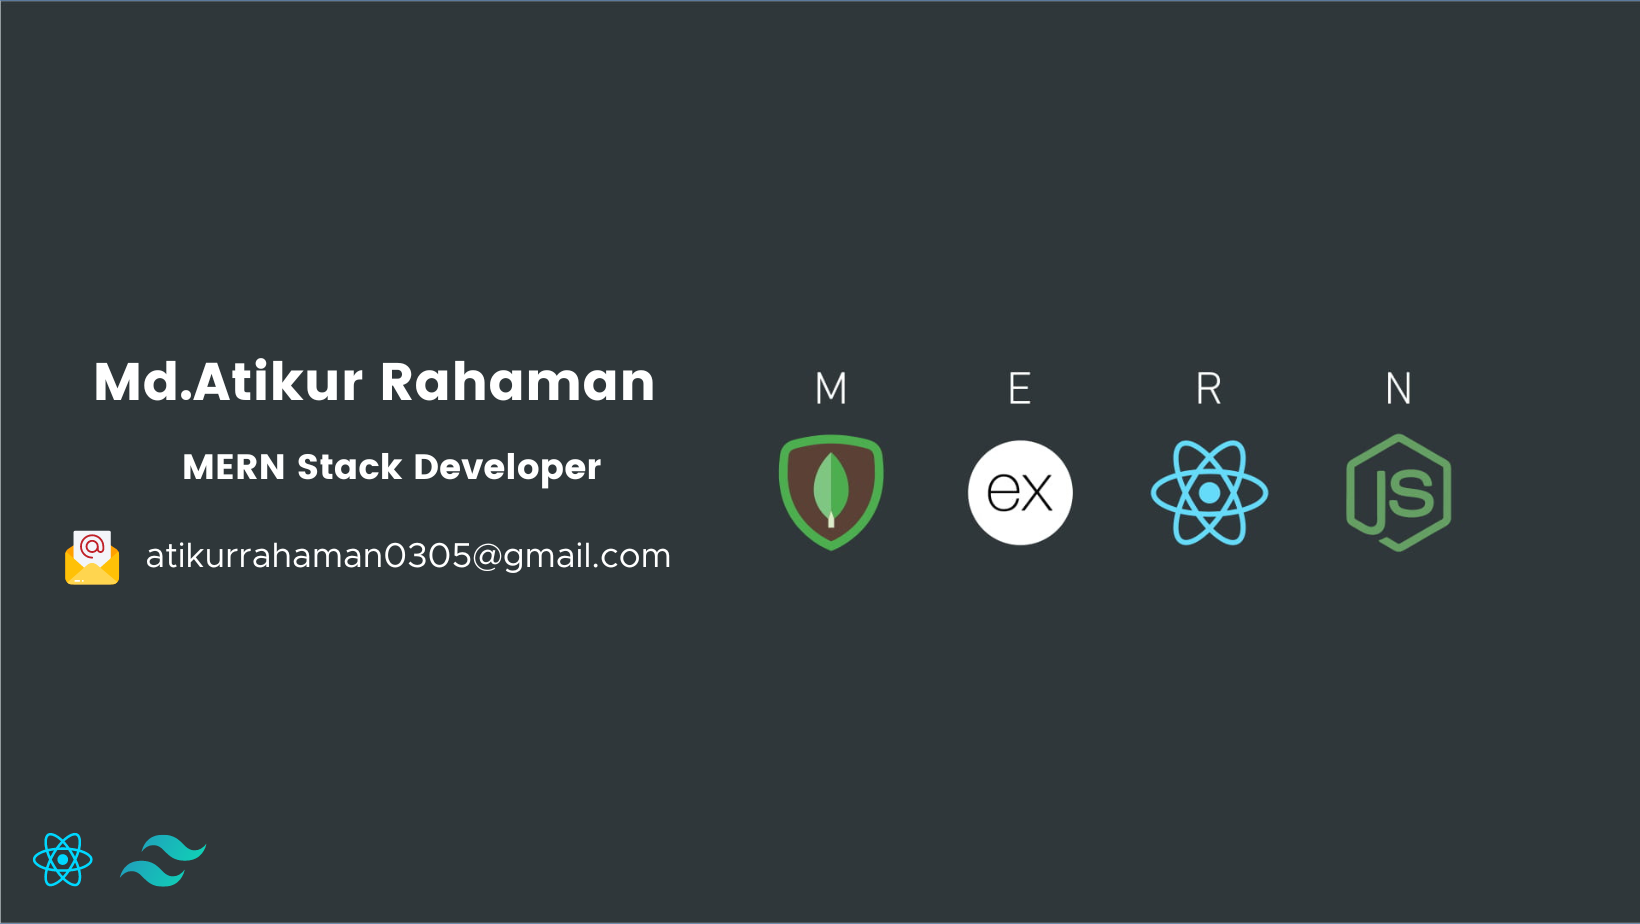 Md.Atikur Rahaman
MERN Stack Developer
@ atikurrahaman0305@gmail.com
M E R N
ex JS